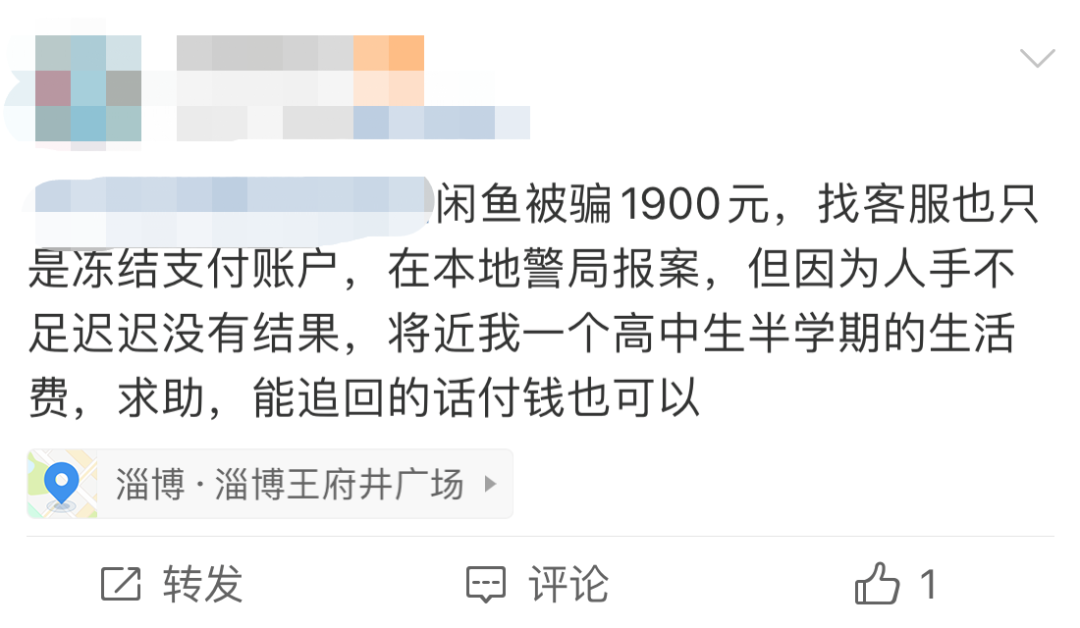 闲鱼被骗1900元，找客服也只
是冻结支付账户，在本地警局报案，但因为人手不
足迟迟没有结果，将近我一个高中生半学期的生活
费，求助，能追回的话付钱也可以
淄博·淄博王府井广场
转发 评论 1